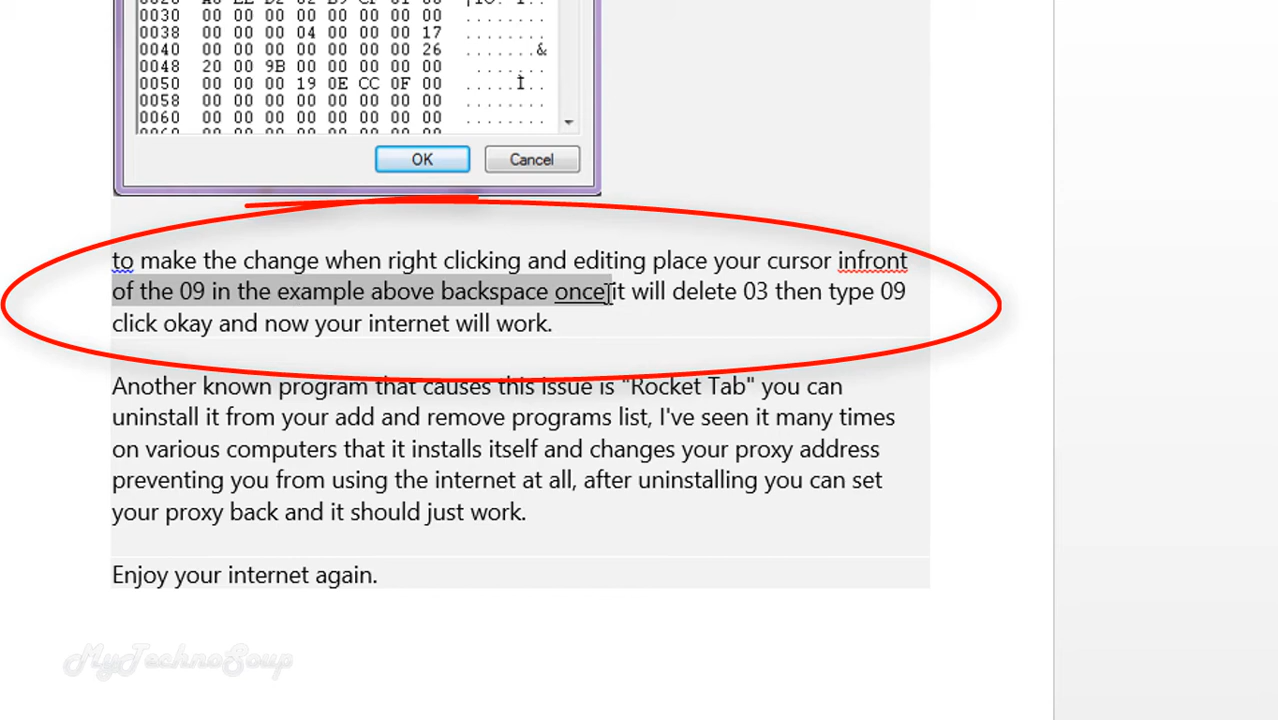 0030 00 00 00 00 00 00 00 00 ........
0038 00 00 00 04 00 00 00 17 ........
0040 00 00 00 00 00 00 00 26 .......&
0048 20 00 9B 00 00 00 00 00 .......
0050 00 00 00 19 0E CC 0F 00 .....Ì..
0058 00 00 00 00 00 00 00 00 ........
0060 00 00 00 00 00 00 00 00 ........
OK Cancel
to make the change when right clicking and editing place your cursor infront
of the 09 in the example above backspace once it will delete 03 then type 09
click okay and now your internet will work.
Another known program that causes this issue is "Rocket Tab" you can
uninstall it from your add and remove programs list, I've seen it many times
on various computers that it installs itself and changes your proxy address
preventing you from using the internet at all, after uninstalling you can set
your proxy back and it should just work.
Enjoy your internet again.
MyTechnoSoup